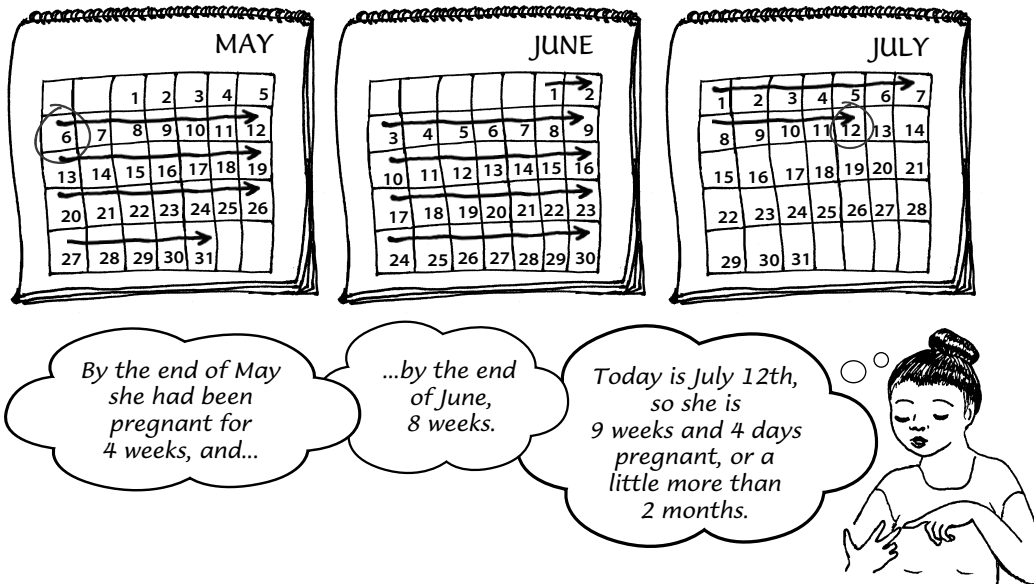 MAY
1 2 3 4 5
6 7 8 9 10 11 12
13 14 15 16 17 18 19
20 21 22 23 24 25 26
27 28 29 30 31
JUNE
1 2
3 4 5 6 7 8 9
10 11 12 13 14 15 16
17 18 19 20 21 22 23
24 25 26 27 28 29 30
JULY
1 2 3 4 5 6 7
8 9 10 11 12 13 14
15 16 17 18 19 20 21
22 23 24 25 26 27 28
29 30 31
By the end of May
she had been
pregnant for
4 weeks, and...
...by the end
of June,
8 weeks.
Today is July 12th,
so she is
9 weeks and 4 days
pregnant, or a
little more than
2 months.